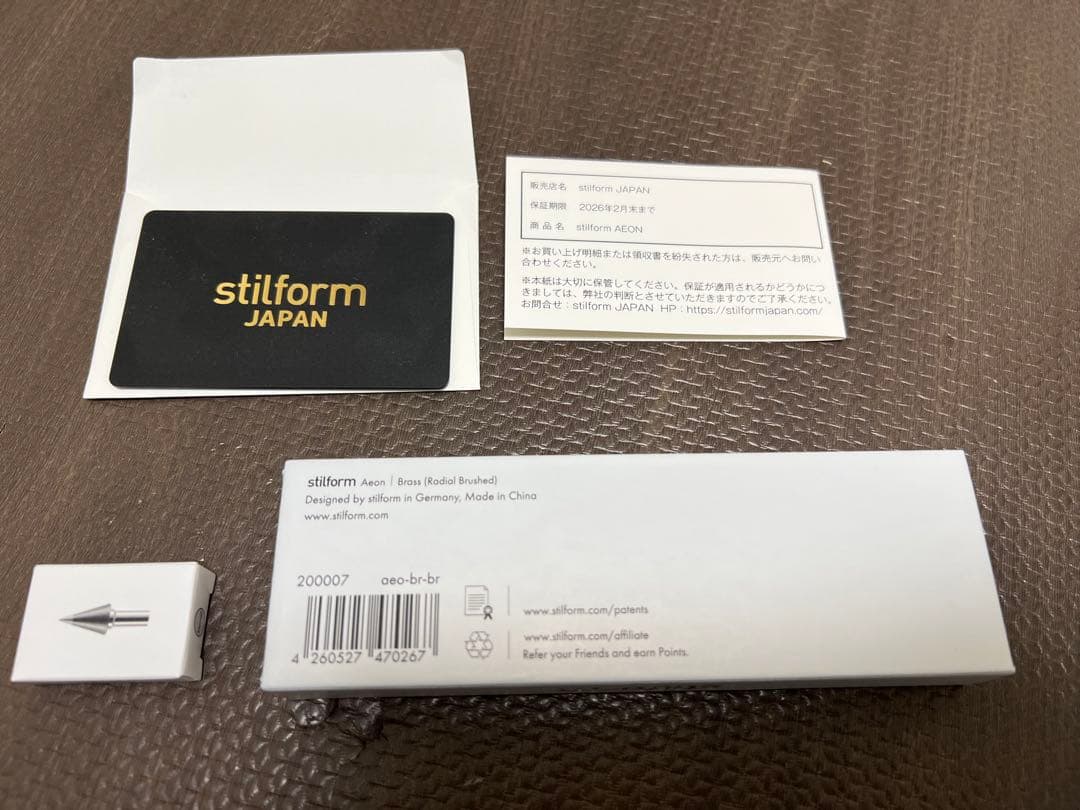 stilform
JAPAN
販売店名 stilform JAPAN
保証期限 2026年2月末まで
商品名 stilform AEON
※お買い上げ明細または領収書を紛失された方は、販売元へお問い
合わせください。
※本紙は大切に保管してください。保証が適用されるかどうかにつ
きましては、弊社の判断とさせていただきますのでご了承ください。
お問合せ：stilform JAPAN HP：https://stilformjapan.com/
stilform Aeon | Brass (Radial Brushed)
Designed by stilform in Germany, Made in China
www.stilform.com
200007 aeo-br-br
4 260527 470267
www.stilform.com/patents
www.stilform.com/affiliate
Refer your Friends and earn Points.